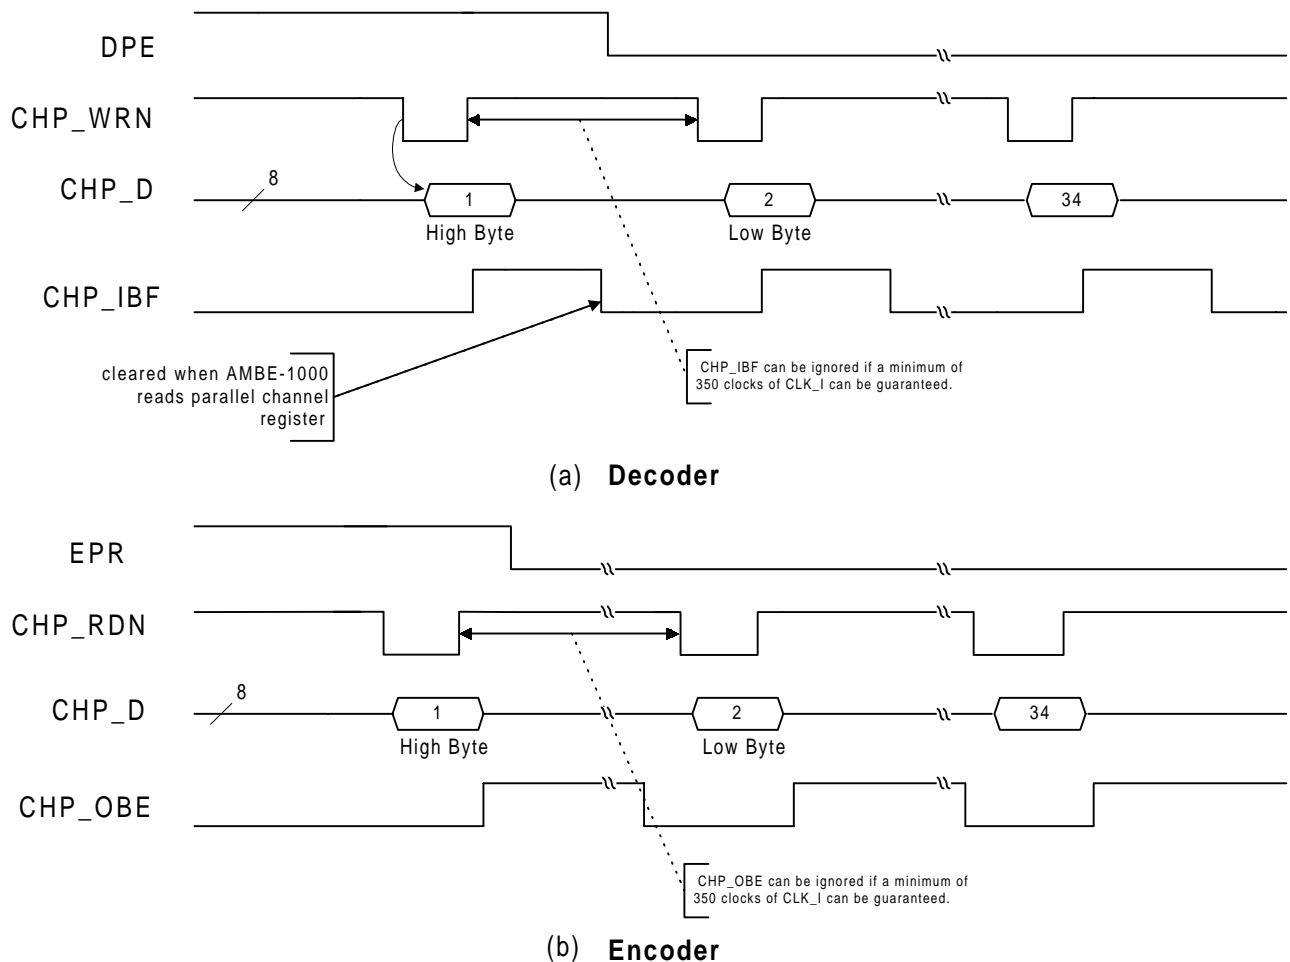 DPE
CHP_WRN
CHP_D
8
1
2
34
High Byte
Low Byte
CHP_IBF
cleared when AMBE-1000
reads parallel channel
register
CHP_IBF can be ignored if a minimum of
350 clocks of CLK_I can be guaranteed.
(a) Decoder
EPR
CHP_RDN
CHP_D
8
1
2
34
High Byte
Low Byte
CHP_OBE
CHP_OBE can be ignored if a minimum of
350 clocks of CLK_I can be guaranteed.
(b) Encoder